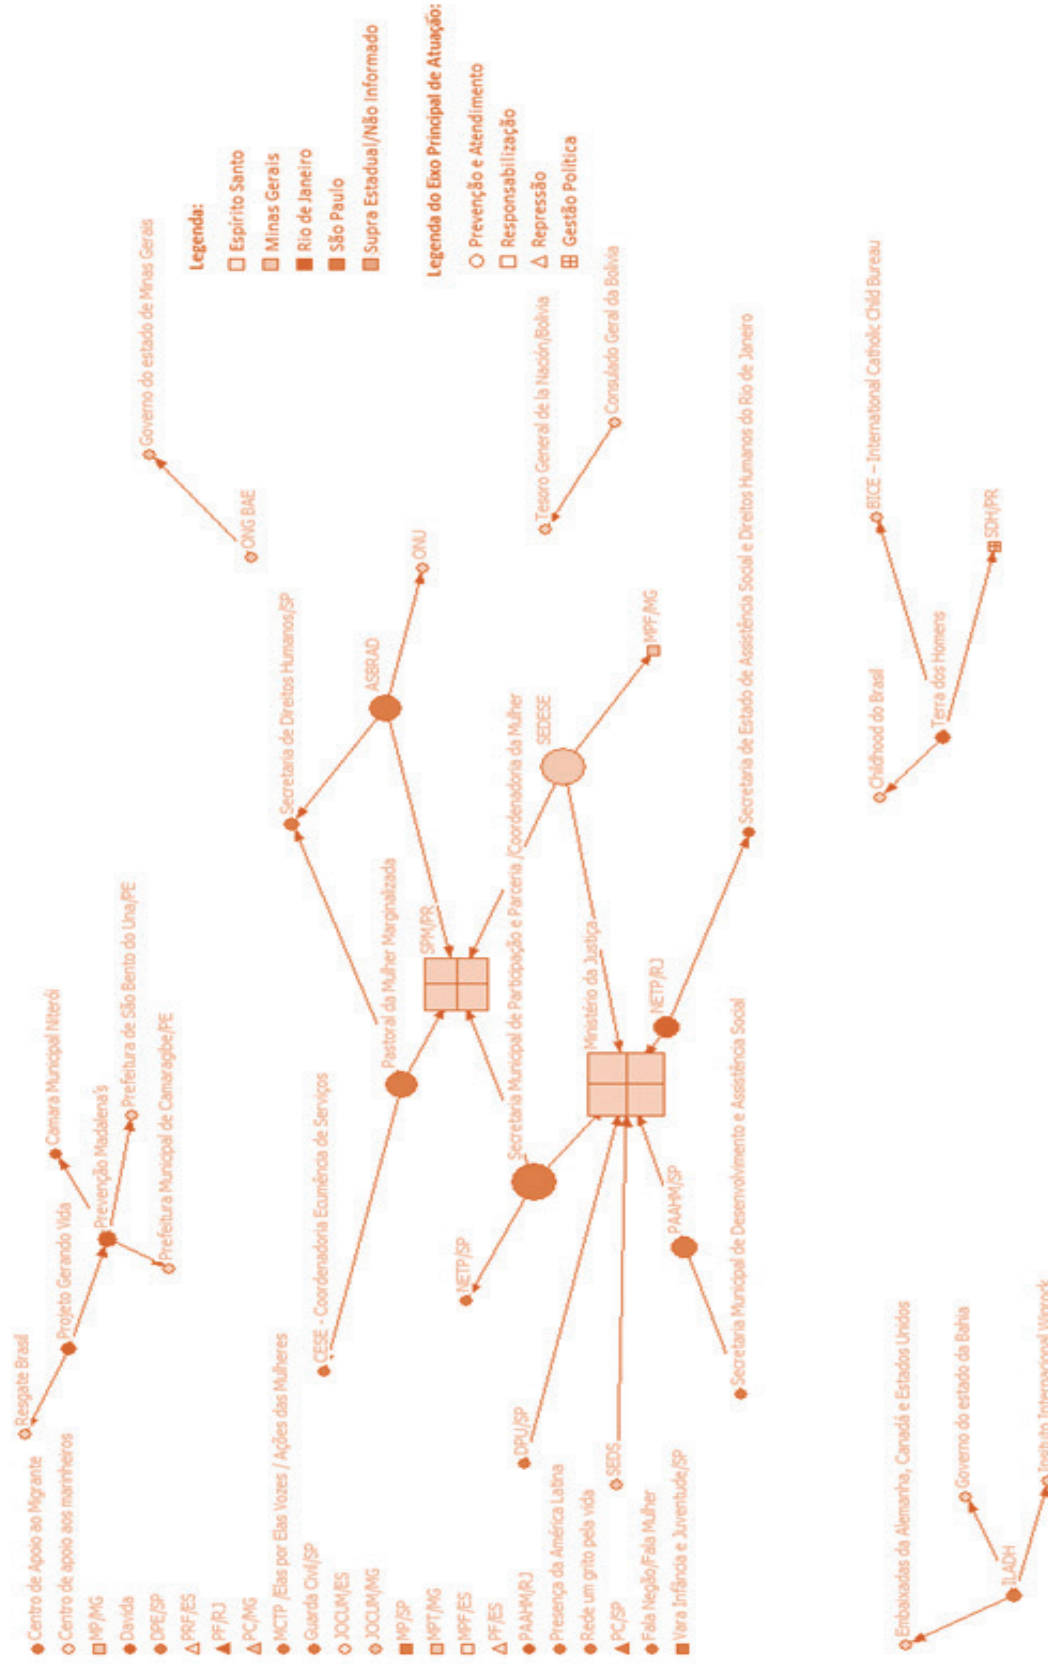 Centro de Apoio ao Migrante
Centro de apoio aos marinheiros
MP/MG
Davida
DPE/SP
PRF/ES
PF/RJ
PC/MG
MCTP /Elas por Elas Vozes / Ações das Mulheres
Guarda Civil/SP
JOCUM/ES
JOCUM/MG
MP/SP
MPT/MG
MPF/ES
PF/ES
PAAHM/RJ
Presença da América Latina
Rede um grito pela vida
PC/SP
Fala Negão/Fala Mulher
Vara Infância e Juventude/SP
Resgate Brasil
Projeto Gerando Vida
Prevenção Madalena's
Camara Municipal Niterói
Prefeitura de São Bento do Una/PE
Prefeitura Municipal de Camaragibe/PE
CESE - Coordenadoria Ecumência de Serviços
Pastoral da Mulher Marginalizada
Secretaria de Direitos Humanos/SP
ASBRAD
ONU
SPM/PR
NETP/SP
Secretaria Municipal de Participação e Parceria /Coordenadoria da Mulher
SEDESE
MPF/MG
DPU/SP
SEDS
Ministério da Justiça
NETP/RJ
PAAHM/SP
Secretaria Municipal de Desenvolvimento e Assistência Social
Secretaria de Estado de Assistência Social e Direitos Humanos do Rio de Janeiro
ONG BAE
Governo do estado de Minas Gerais
Tesoro General de la Nación/Bolivia
Consulado Geral da Bolívia
Embaixadas da Alemanha, Canadá e Estados Unidos
Governo do estado da Bahia
ILADH
Instituto Internacional Winrock
Childhood do Brasil
Terra dos Homens
BICE – International Catholic Child Bureau
SDH/PR
Legenda:
Espírito Santo
Minas Gerais
Rio de Janeiro
São Paulo
Supra Estadual/Não Informado
Legenda do Eixo Principal de Atuação:
Prevenção e Atendimento
Responsabilização
Repressão
Gestão Política